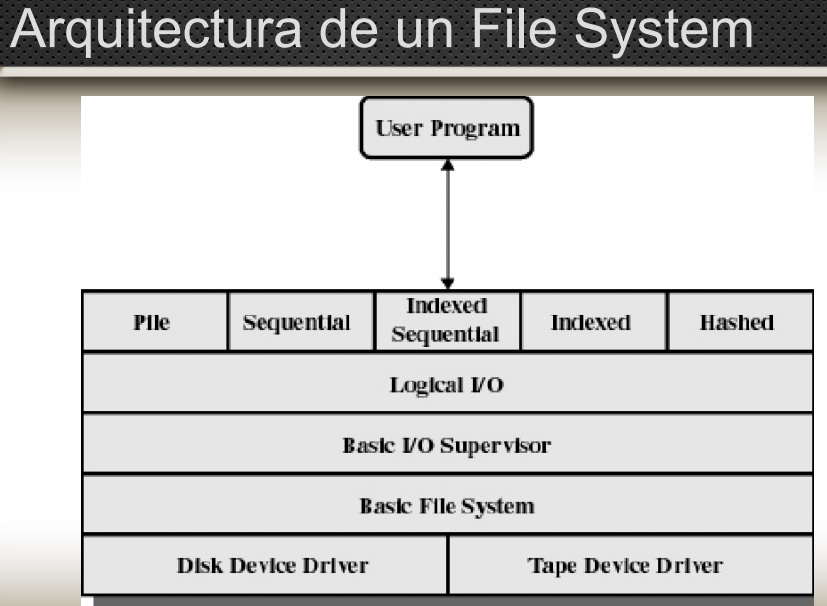 Arquitectura de un File System
User Program
Pile
Sequential
Indexed
Sequential
Indexed
Hashed
Logical I/O
Basic I/O Supervisor
Basic File System
Disk Device Driver
Tape Device Driver